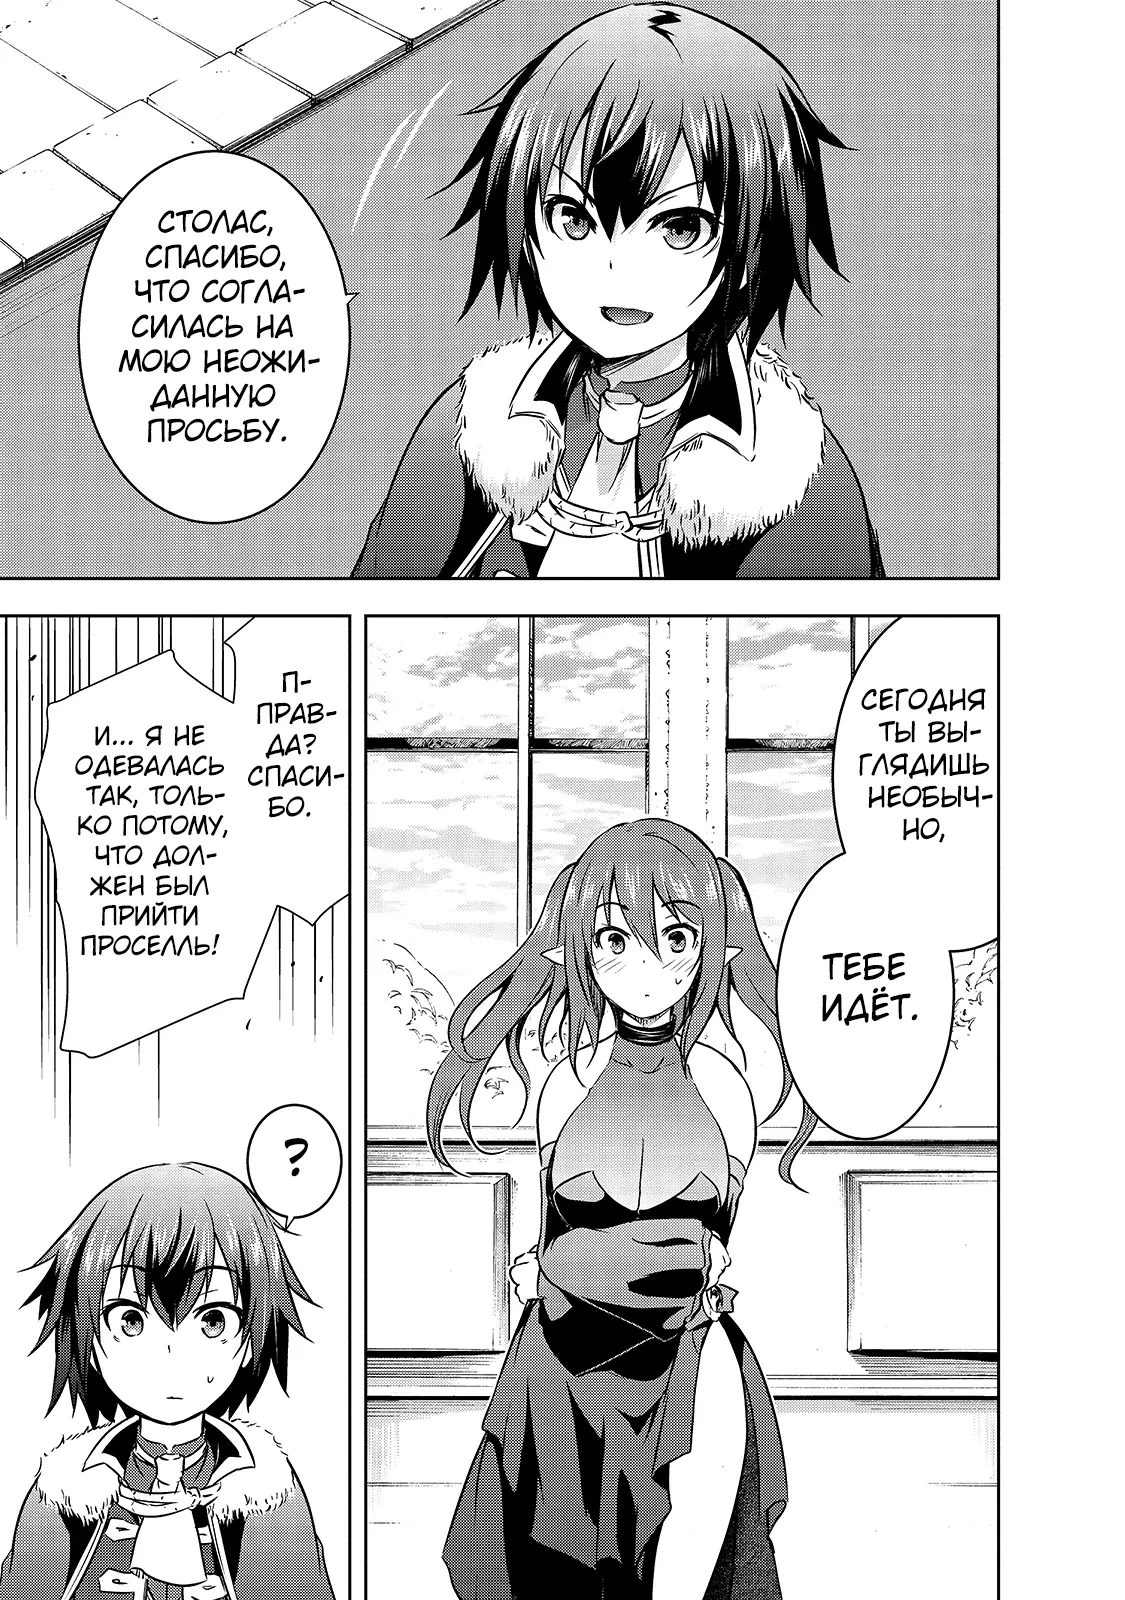 СТОЛАС,
СПАСИБО,
ЧТО СОГЛА-
СИЛАСЬ НА
МОЮ НЕОЖИ-
ДАННУЮ
ПРОСЬБУ.
СЕГОДНЯ
ТЫ ВЫ-
ГЛЯДИШЬ
НЕОБЫЧ-
НО,
ТЕБЕ
ИДЁТ.
П-
ПРАВ-
ДА?
СПАСИ-
БО.
И... Я НЕ
ОДЕВАЛАСЬ
ТАК, ТОЛЬ-
КО ПОТОМУ,
ЧТО ДОЛ-
ЖЕН БЫЛ
ПРИЙТИ
ПРОСЕЛЛЬ!
?